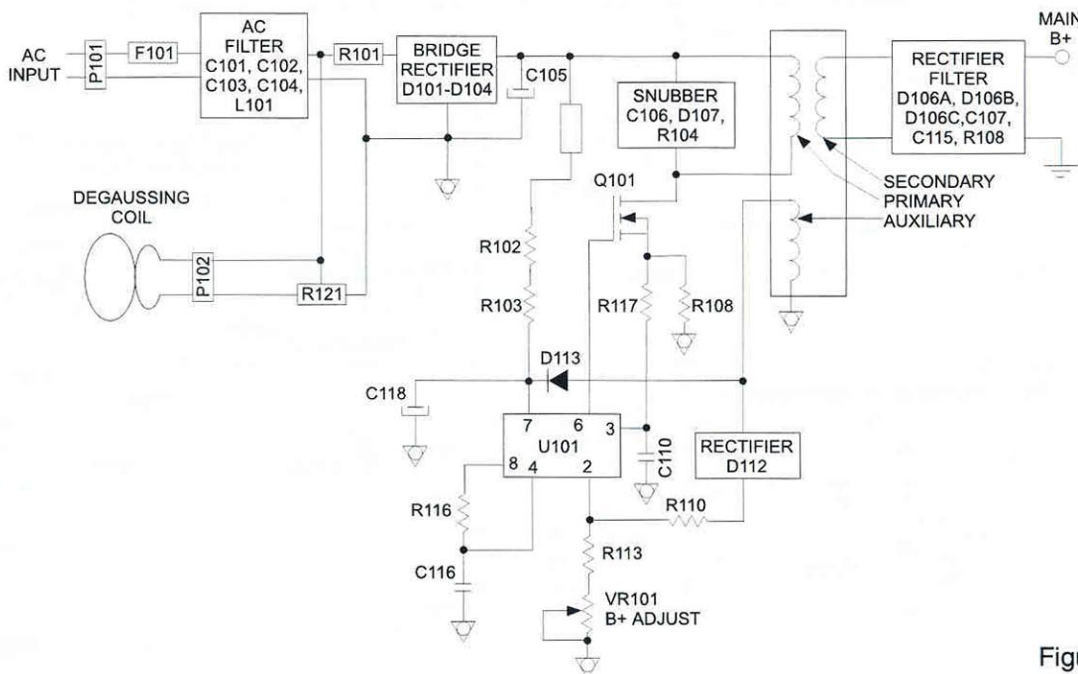 AC
INPUT
P101
F101
AC
FILTER
C101, C102,
C103, C104,
L101
R101
BRIDGE
RECTIFIER
D101-D104
C105
SNUBBER
C106, D107,
R104
MAIN
B+
RECTIFIER
FILTER
D106A, D106B,
D106C,C107,
C115, R108
SECONDARY
PRIMARY
AUXILIARY
DEGAUSSING
COIL
P102
R121
Q101
R102
R103
R117
R108
D113
C118
7
6
3
U101
8
4
2
C110
RECTIFIER
D112
R116
R110
C116
R113
VR101
B+ ADJUST
Figu